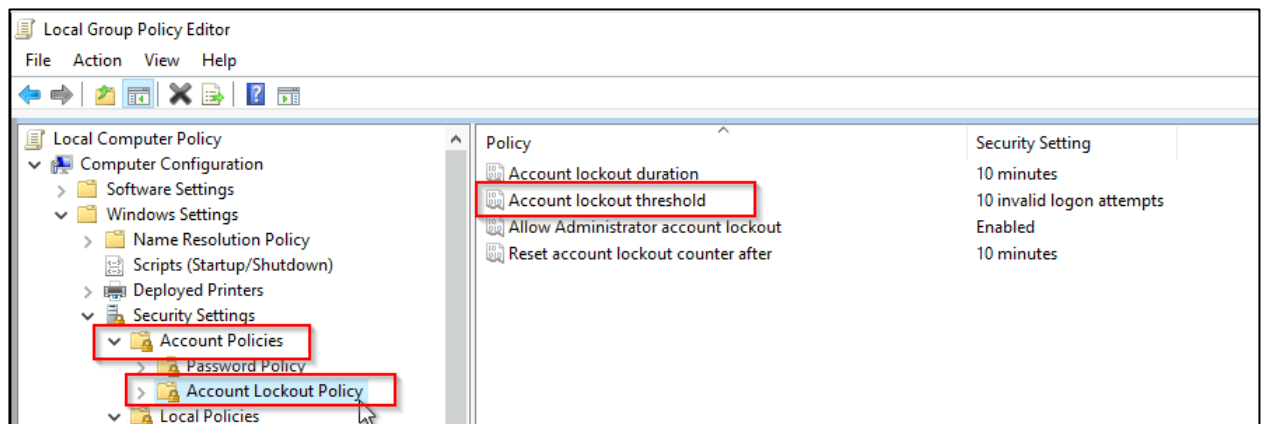 Local Group Policy Editor
File Action View Help
Local Computer Policy
Computer Configuration
Software Settings
Windows Settings
Name Resolution Policy
Scripts (Startup/Shutdown)
Deployed Printers
Security Settings
Account Policies
Password Policy
Account Lockout Policy
Local Policies
Policy Security Setting
Account lockout duration 10 minutes
Account lockout threshold 10 invalid logon attempts
Allow Administrator account lockout Enabled
Reset account lockout counter after 10 minutes